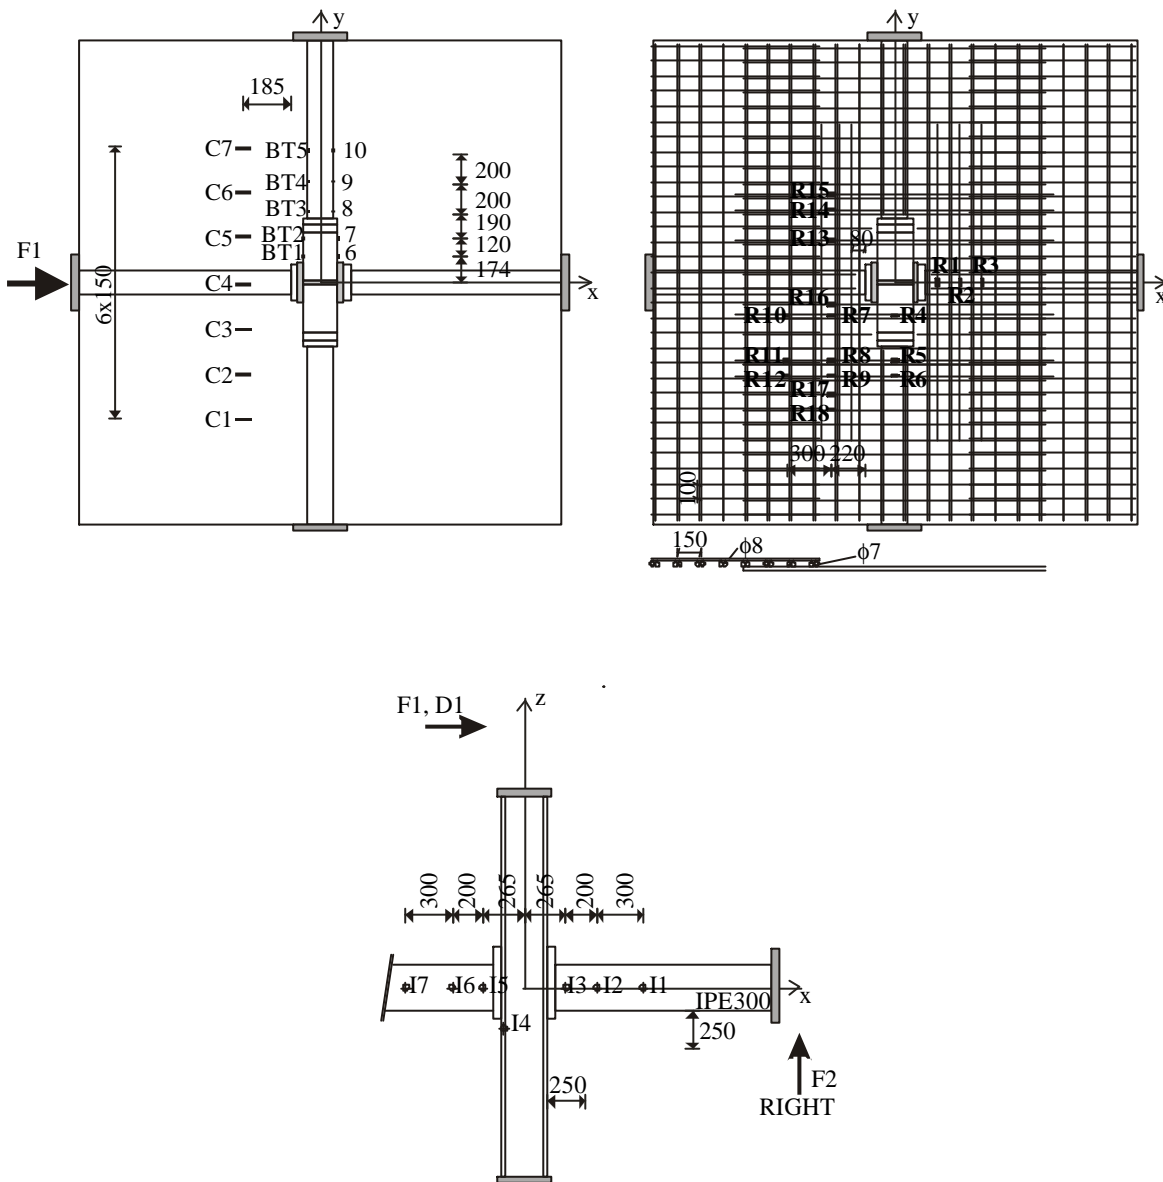 y
185
C7
BT5
10
200
C6
BT4
9
200
BT3
8
190
C5
BT2
7
120
BT1
6
174
F1
C4
x
6x150
C3
C2
C1
y
R15
R14
R13
80
R1
R3
R2
x
R16
R10
R7
R4
R11
R8
R5
R12
R9
R6
R17
R18
300
220
100
150
ϕ8
ϕ7
F1, D1
z
300
200
265
265
200
300
I7
I6
I5
I3
I2
I1
x
IPE300
I4
250
250
F2
RIGHT